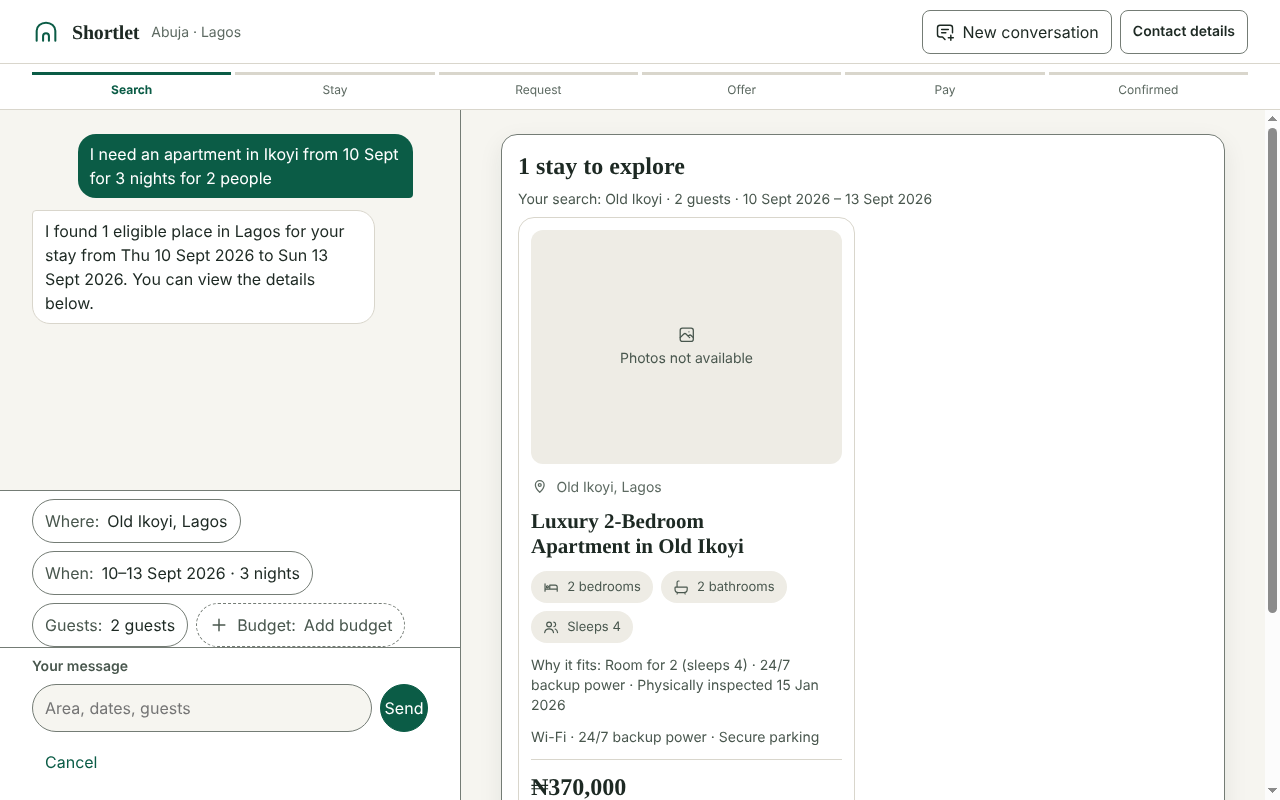 Shortlet
Abuja · Lagos
New conversation
Contact details
Search
Stay
Request
Offer
Pay
Confirmed
I need an apartment in Ikoyi from 10 Sept
for 3 nights for 2 people
I found 1 eligible place in Lagos for your
stay from Thu 10 Sept 2026 to Sun 13
Sept 2026. You can view the details
below.
Where: Old Ikoyi, Lagos
When: 10–13 Sept 2026 · 3 nights
Guests: 2 guests
Budget: Add budget
Your message
Area, dates, guests
Send
Cancel
1 stay to explore
Your search: Old Ikoyi · 2 guests · 10 Sept 2026 – 13 Sept 2026
Photos not available
Old Ikoyi, Lagos
Luxury 2-Bedroom
Apartment in Old Ikoyi
2 bedrooms
2 bathrooms
Sleeps 4
Why it fits: Room for 2 (sleeps 4) · 24/7
backup power · Physically inspected 15 Jan
2026
Wi-Fi · 24/7 backup power · Secure parking
₦370,000